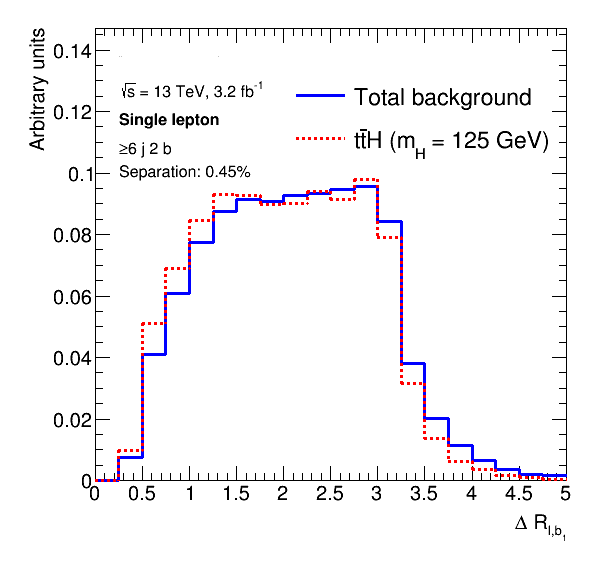 Arbitrary units
0.14
0.12
0.1
0.08
0.06
0.04
0.02
0
√s = 13 TeV, 3.2 fb⁻¹
Single lepton
≥6 j 2 b
Separation: 0.45%
Total background
tt̄H (m_H = 125 GeV)
0 0.5 1 1.5 2 2.5 3 3.5 4 4.5 5
Δ R_l,b₁